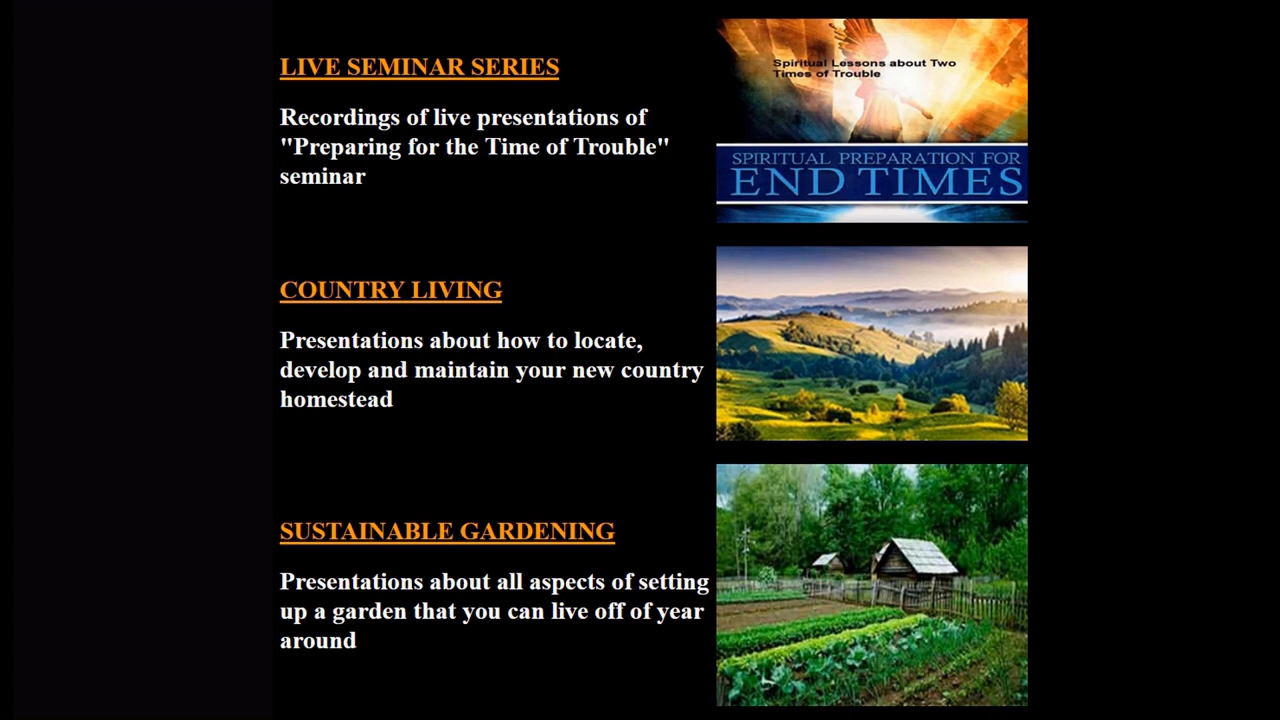 LIVE SEMINAR SERIES
Recordings of live presentations of
"Preparing for the Time of Trouble"
seminar
Spiritual Lessons about Two
Times of Trouble
SPIRITUAL PREPARATION FOR
END TIMES
COUNTRY LIVING
Presentations about how to locate,
develop and maintain your new country
homestead
SUSTAINABLE GARDENING
Presentations about all aspects of setting
up a garden that you can live off of year
around